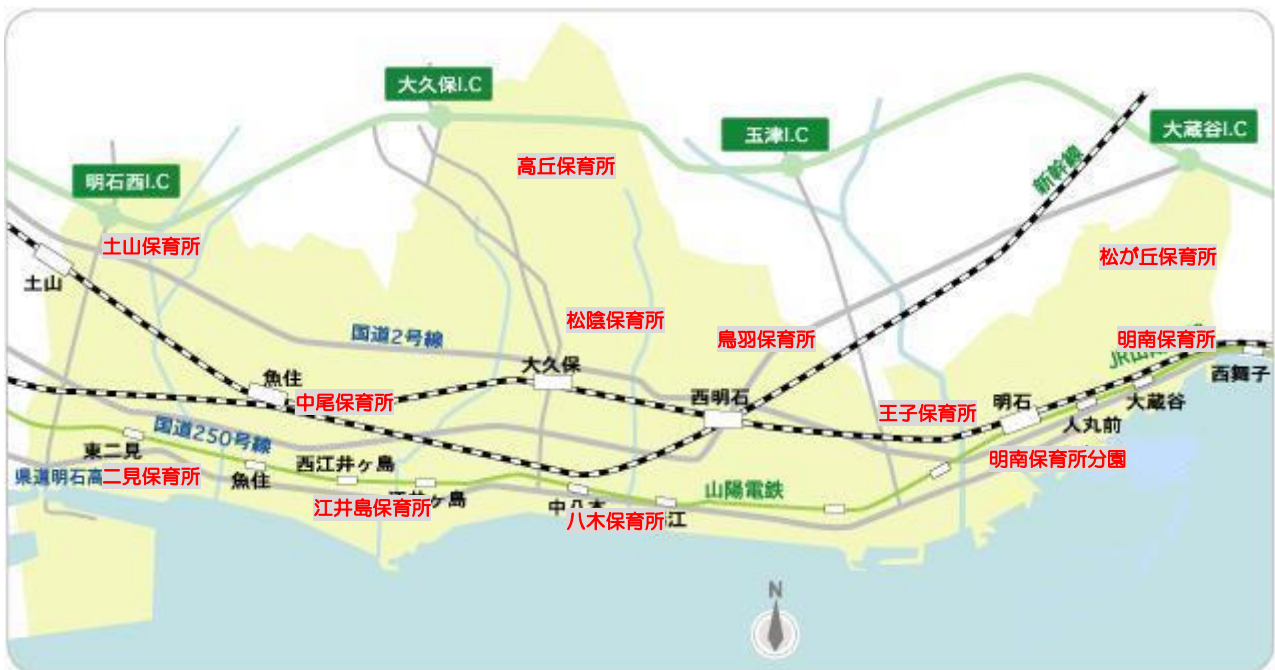 大久保I.C
玉津I.C
大蔵谷I.C
高丘保育所
新幹線
明石西I.C
土山保育所
松が丘保育所
土山
松陰保育所
国道2号線
鳥羽保育所
明南保育所
JR山
大久保
西舞子
魚住
中尾保育所
西明石
明石
大蔵谷
王子保育所
人丸前
国道250号線
東二見
明南保育所分園
西江井ヶ島
県道明石高
二見保育所
魚住
山陽電鉄
江井島保育所
ヶ島
中八木
八木保育所
江
N